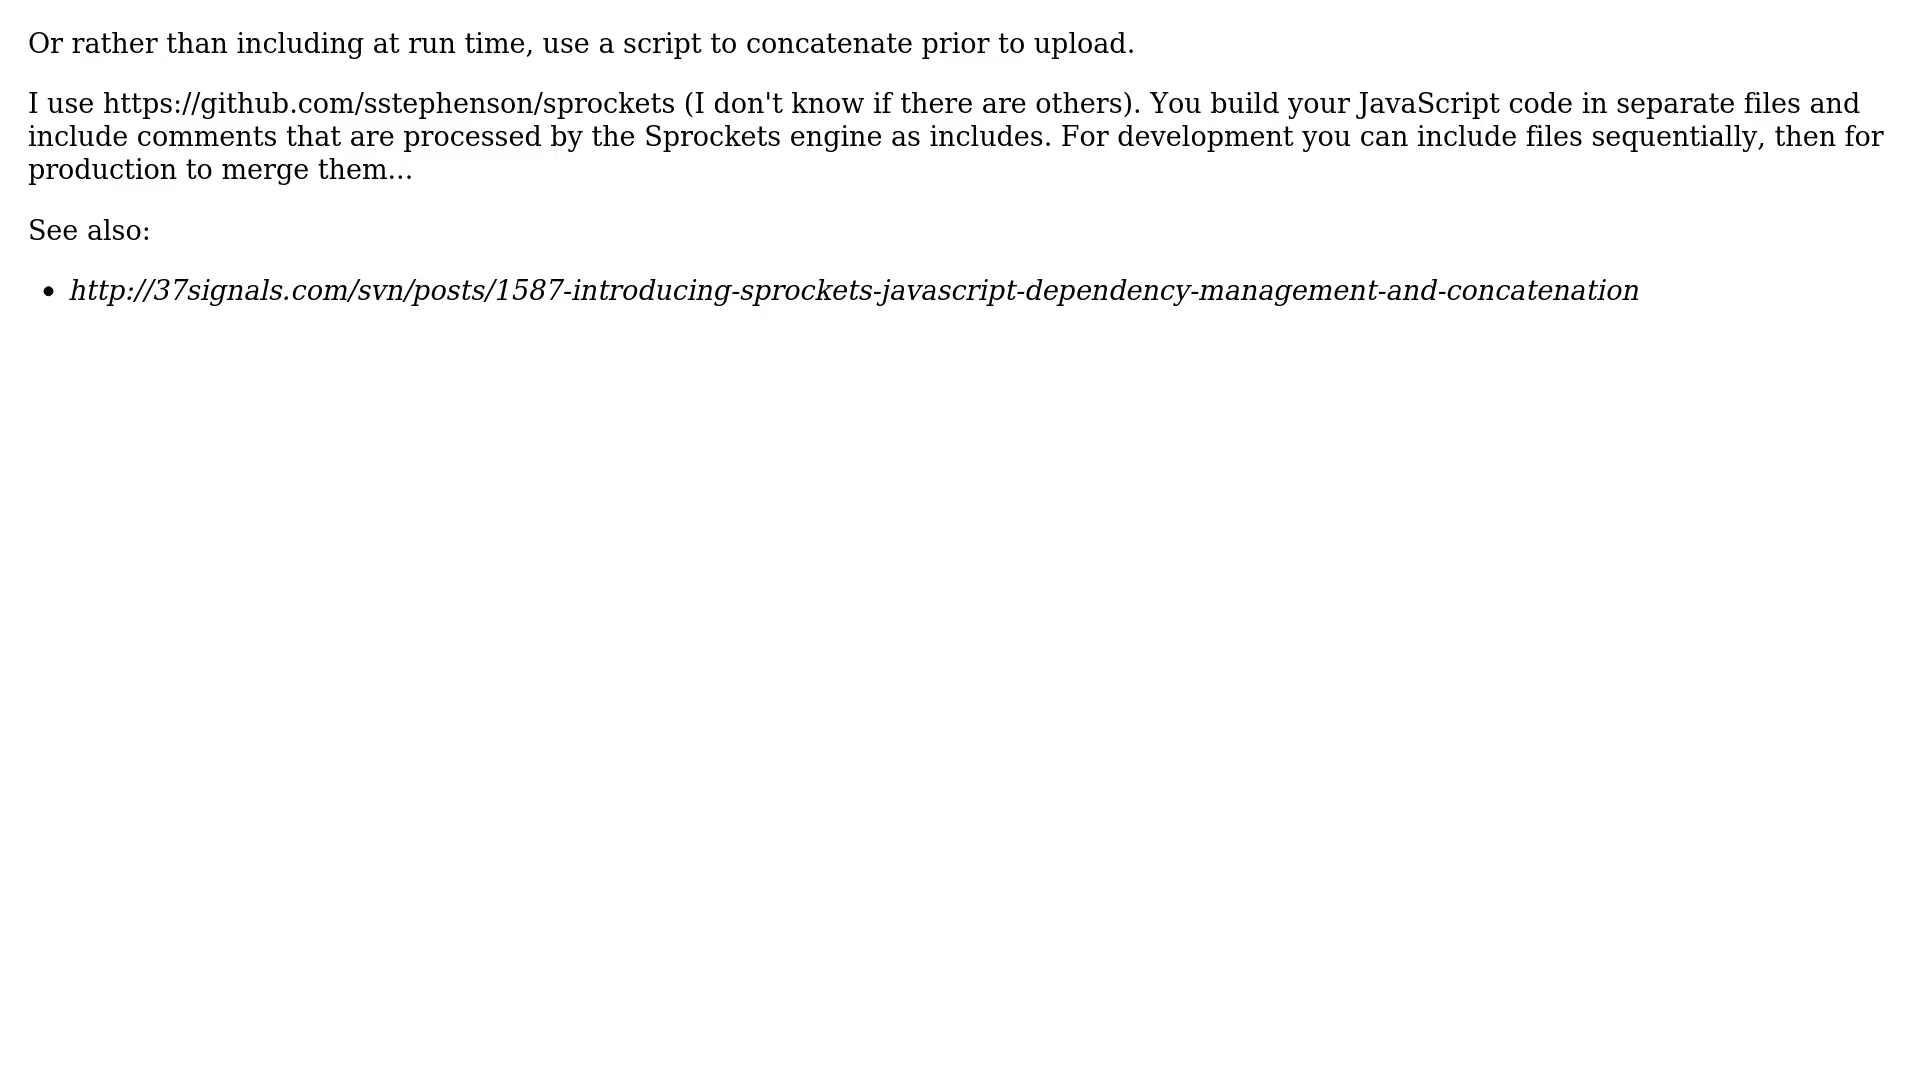 Or rather than including at run time, use a script to concatenate prior to upload.
I use https://github.com/sstephenson/sprockets (I don't know if there are others). You build your JavaScript code in separate files and
include comments that are processed by the Sprockets engine as includes. For development you can include files sequentially, then for
production to merge them...
See also:
• http://37signals.com/svn/posts/1587-introducing-sprockets-javascript-dependency-management-and-concatenation